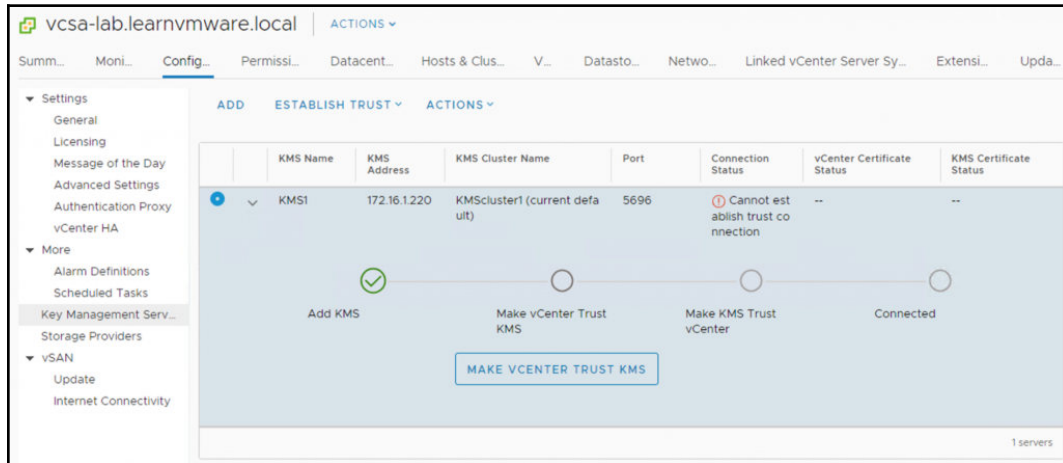 vcsa-lab.learnvmware.local ACTIONS
Summ... Moni... Config... Permissi... Datacent... Hosts & Clus... V... Datasto... Netwo... Linked vCenter Server Sy... Extensi... Upda...
Settings
General
Licensing
Message of the Day
Advanced Settings
Authentication Proxy
vCenter HA
More
Alarm Definitions
Scheduled Tasks
Key Management Serv...
Storage Providers
vSAN
Update
Internet Connectivity
ADD ESTABLISH TRUST ACTIONS
KMS Name KMS Address KMS Cluster Name Port Connection Status vCenter Certificate Status KMS Certificate Status
KMS1 172.16.1.220 KMScluster1 (current defa
ult) 5696 Cannot est
ablish trust co
nnection -- --
Add KMS Make vCenter Trust
KMS Make KMS Trust
vCenter Connected
MAKE VCENTER TRUST KMS
1 servers